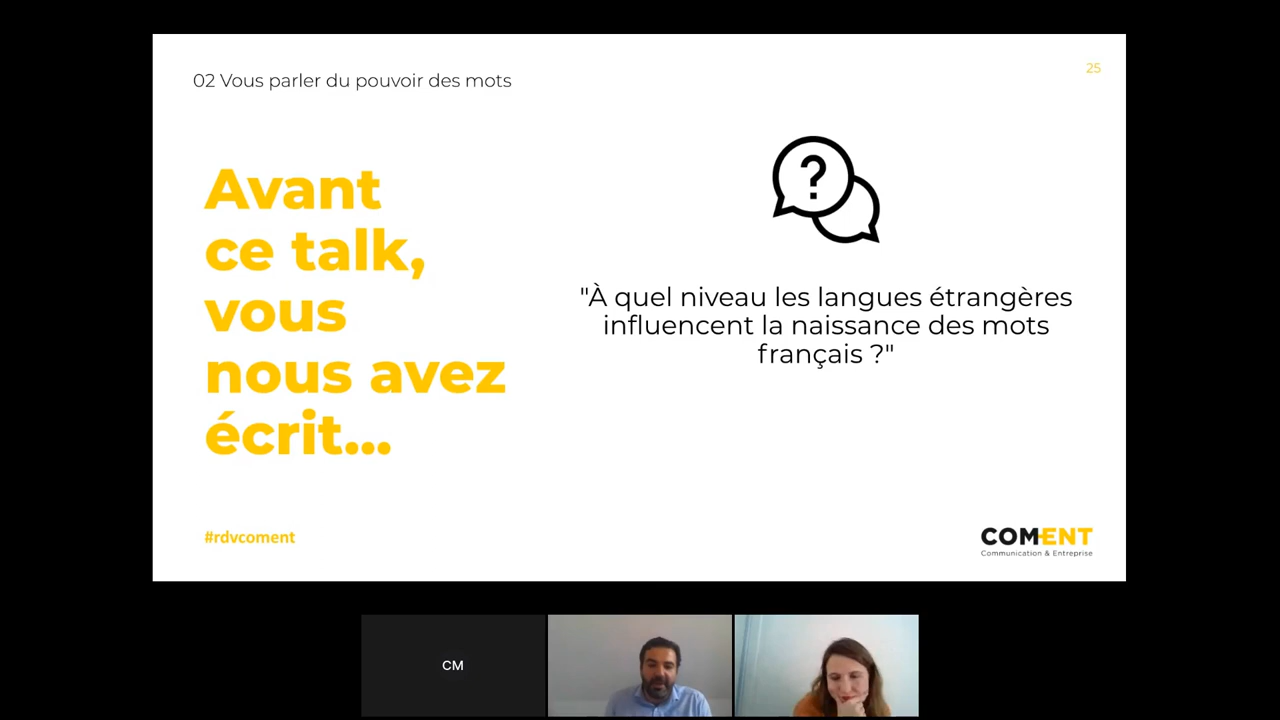 02 Vous parler du pouvoir des mots
25
Avant
ce talk,
vous
nous avez
écrit...
?
"À quel niveau les langues étrangères
influencent la naissance des mots
français ?"
#rdvcoment
COMENT
Communication & Entreprise
CM